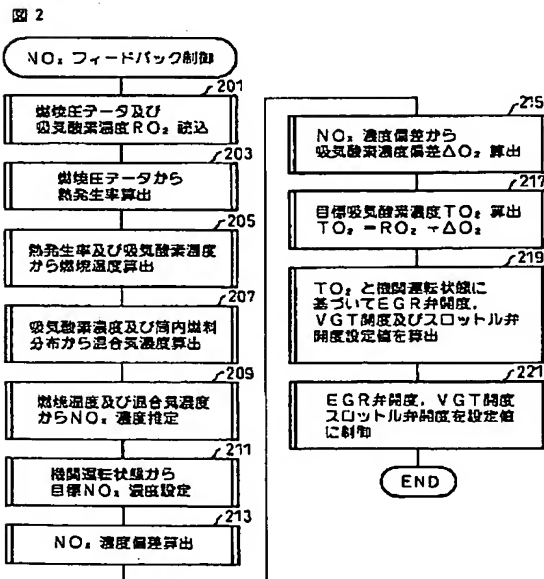 図 2
NOx フィードバック制御
201
燃焼圧データ及び
吸気酸素濃度RO₂ 読込
203
燃焼圧データから
熱発生率算出
205
熱発生率及び吸気酸素濃度
から燃焼温度算出
207
吸気酸素濃度及び筒内燃料
分布から混合気濃度算出
209
燃焼温度及び混合気濃度
からNOx 濃度推定
211
機関運転状態から
目標NOx 濃度設定
213
NOx 濃度偏差算出
215
NOx 濃度偏差から
吸気酸素濃度偏差ΔO₂ 算出
217
目標吸気酸素濃度TO₂ 算出
TO₂ = RO₂ + ΔO₂
219
TO₂ と機関運転状態に
基づいてEGR弁開度,
VGT開度及びスロットル弁
開度設定値を算出
221
EGR弁開度, VGT開度
スロットル弁開度を設定値
に制御
END